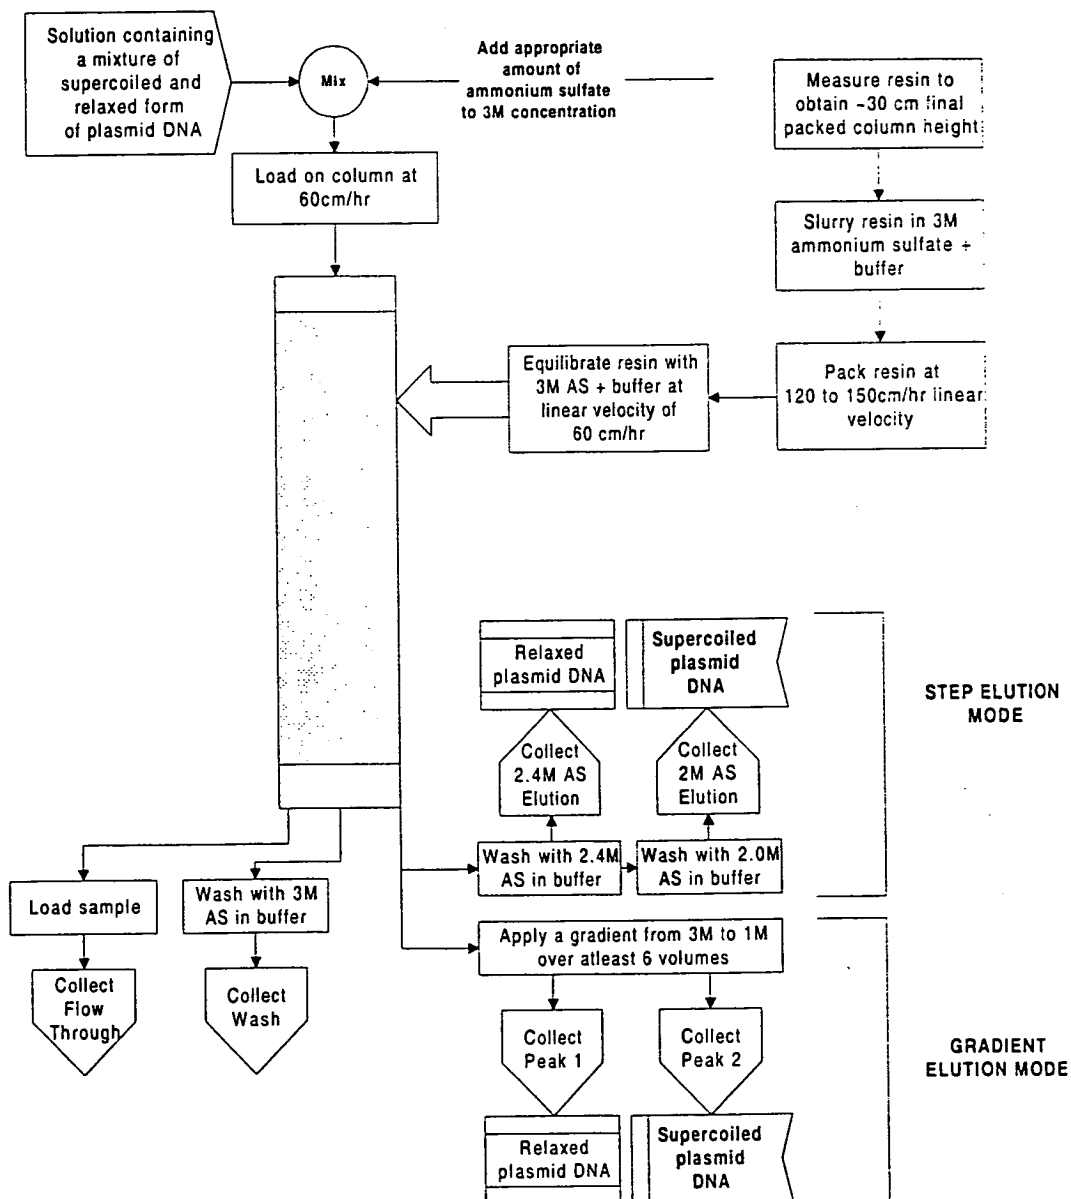 Solution containing
a mixture of
supercoiled and
relaxed form
of plasmid DNA
Mix
Add appropriate
amount of
ammonium sulfate
to 3M concentration
Measure resin to
obtain ~30 cm final
packed column height
Load on column at
60cm/hr
Slurry resin in 3M
ammonium sulfate +
buffer
Equilibrate resin with
3M AS + buffer at
linear velocity of
60 cm/hr
Pack resin at
120 to 150cm/hr linear
velocity
Relaxed
plasmid DNA
Supercoiled
plasmid
DNA
STEP ELUTION
MODE
Collect
2.4M AS
Elution
Collect
2M AS
Elution
Wash with 2.4M
AS in buffer
Wash with 2.0M
AS in buffer
Load sample
Wash with 3M
AS in buffer
Apply a gradient from 3M to 1M
over atleast 6 volumes
Collect
Flow
Through
Collect
Wash
Collect
Peak 1
Collect
Peak 2
GRADIENT
ELUTION MODE
Relaxed
plasmid DNA
Supercoiled
plasmid
DNA